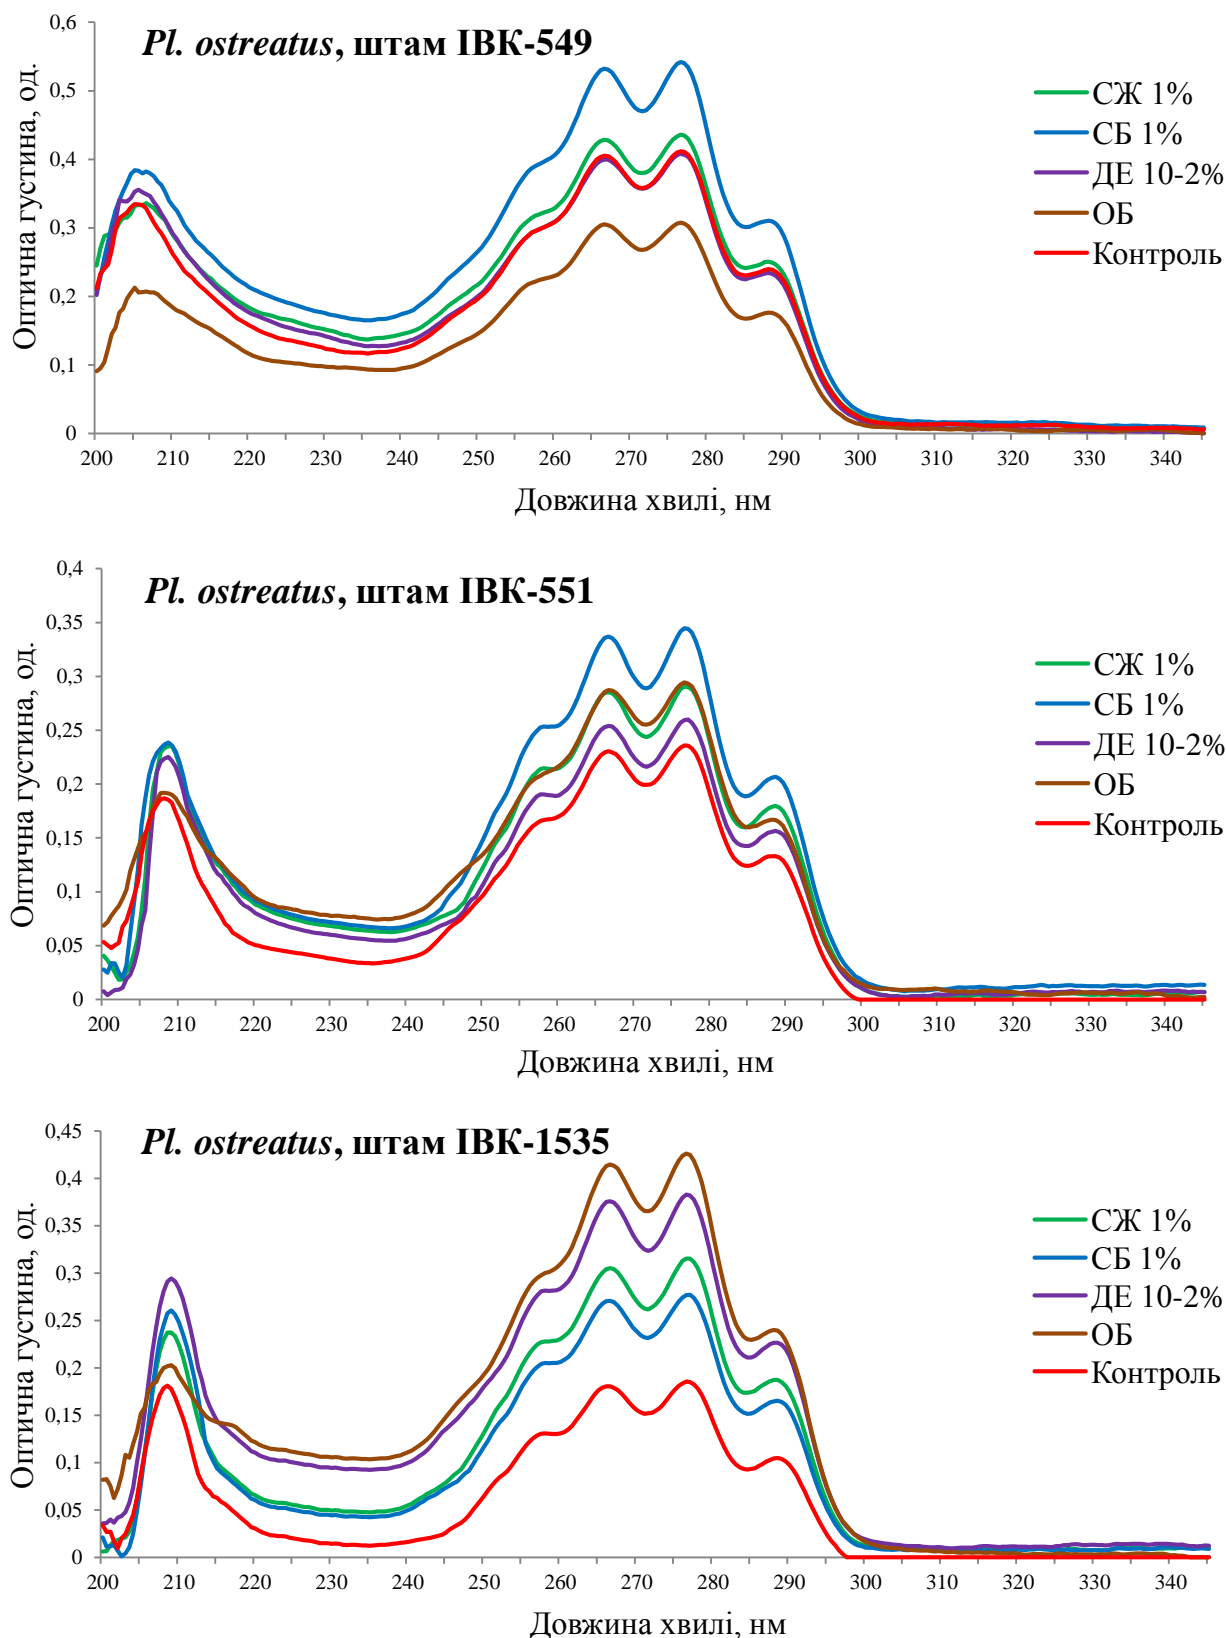 Pl. ostreatus, штам ІВК-549
Оптична густина, од.
0,6
0,5
0,4
0,3
0,2
0,1
0
200 210 220 230 240 250 260 270 280 290 300 310 320 330 340
Довжина хвилі, нм
СЖ 1%
СБ 1%
ДЕ 10-2%
ОБ
Контроль
Pl. ostreatus, штам ІВК-551
Оптична густина, од.
0,4
0,35
0,3
0,25
0,2
0,15
0,1
0,05
0
200 210 220 230 240 250 260 270 280 290 300 310 320 330 340
Довжина хвилі, нм
СЖ 1%
СБ 1%
ДЕ 10-2%
ОБ
Контроль
Pl. ostreatus, штам ІВК-1535
Оптична густина, од.
0,45
0,4
0,35
0,3
0,25
0,2
0,15
0,1
0,05
0
200 210 220 230 240 250 260 270 280 290 300 310 320 330 340
Довжина хвилі, нм
СЖ 1%
СБ 1%
ДЕ 10-2%
ОБ
Контроль